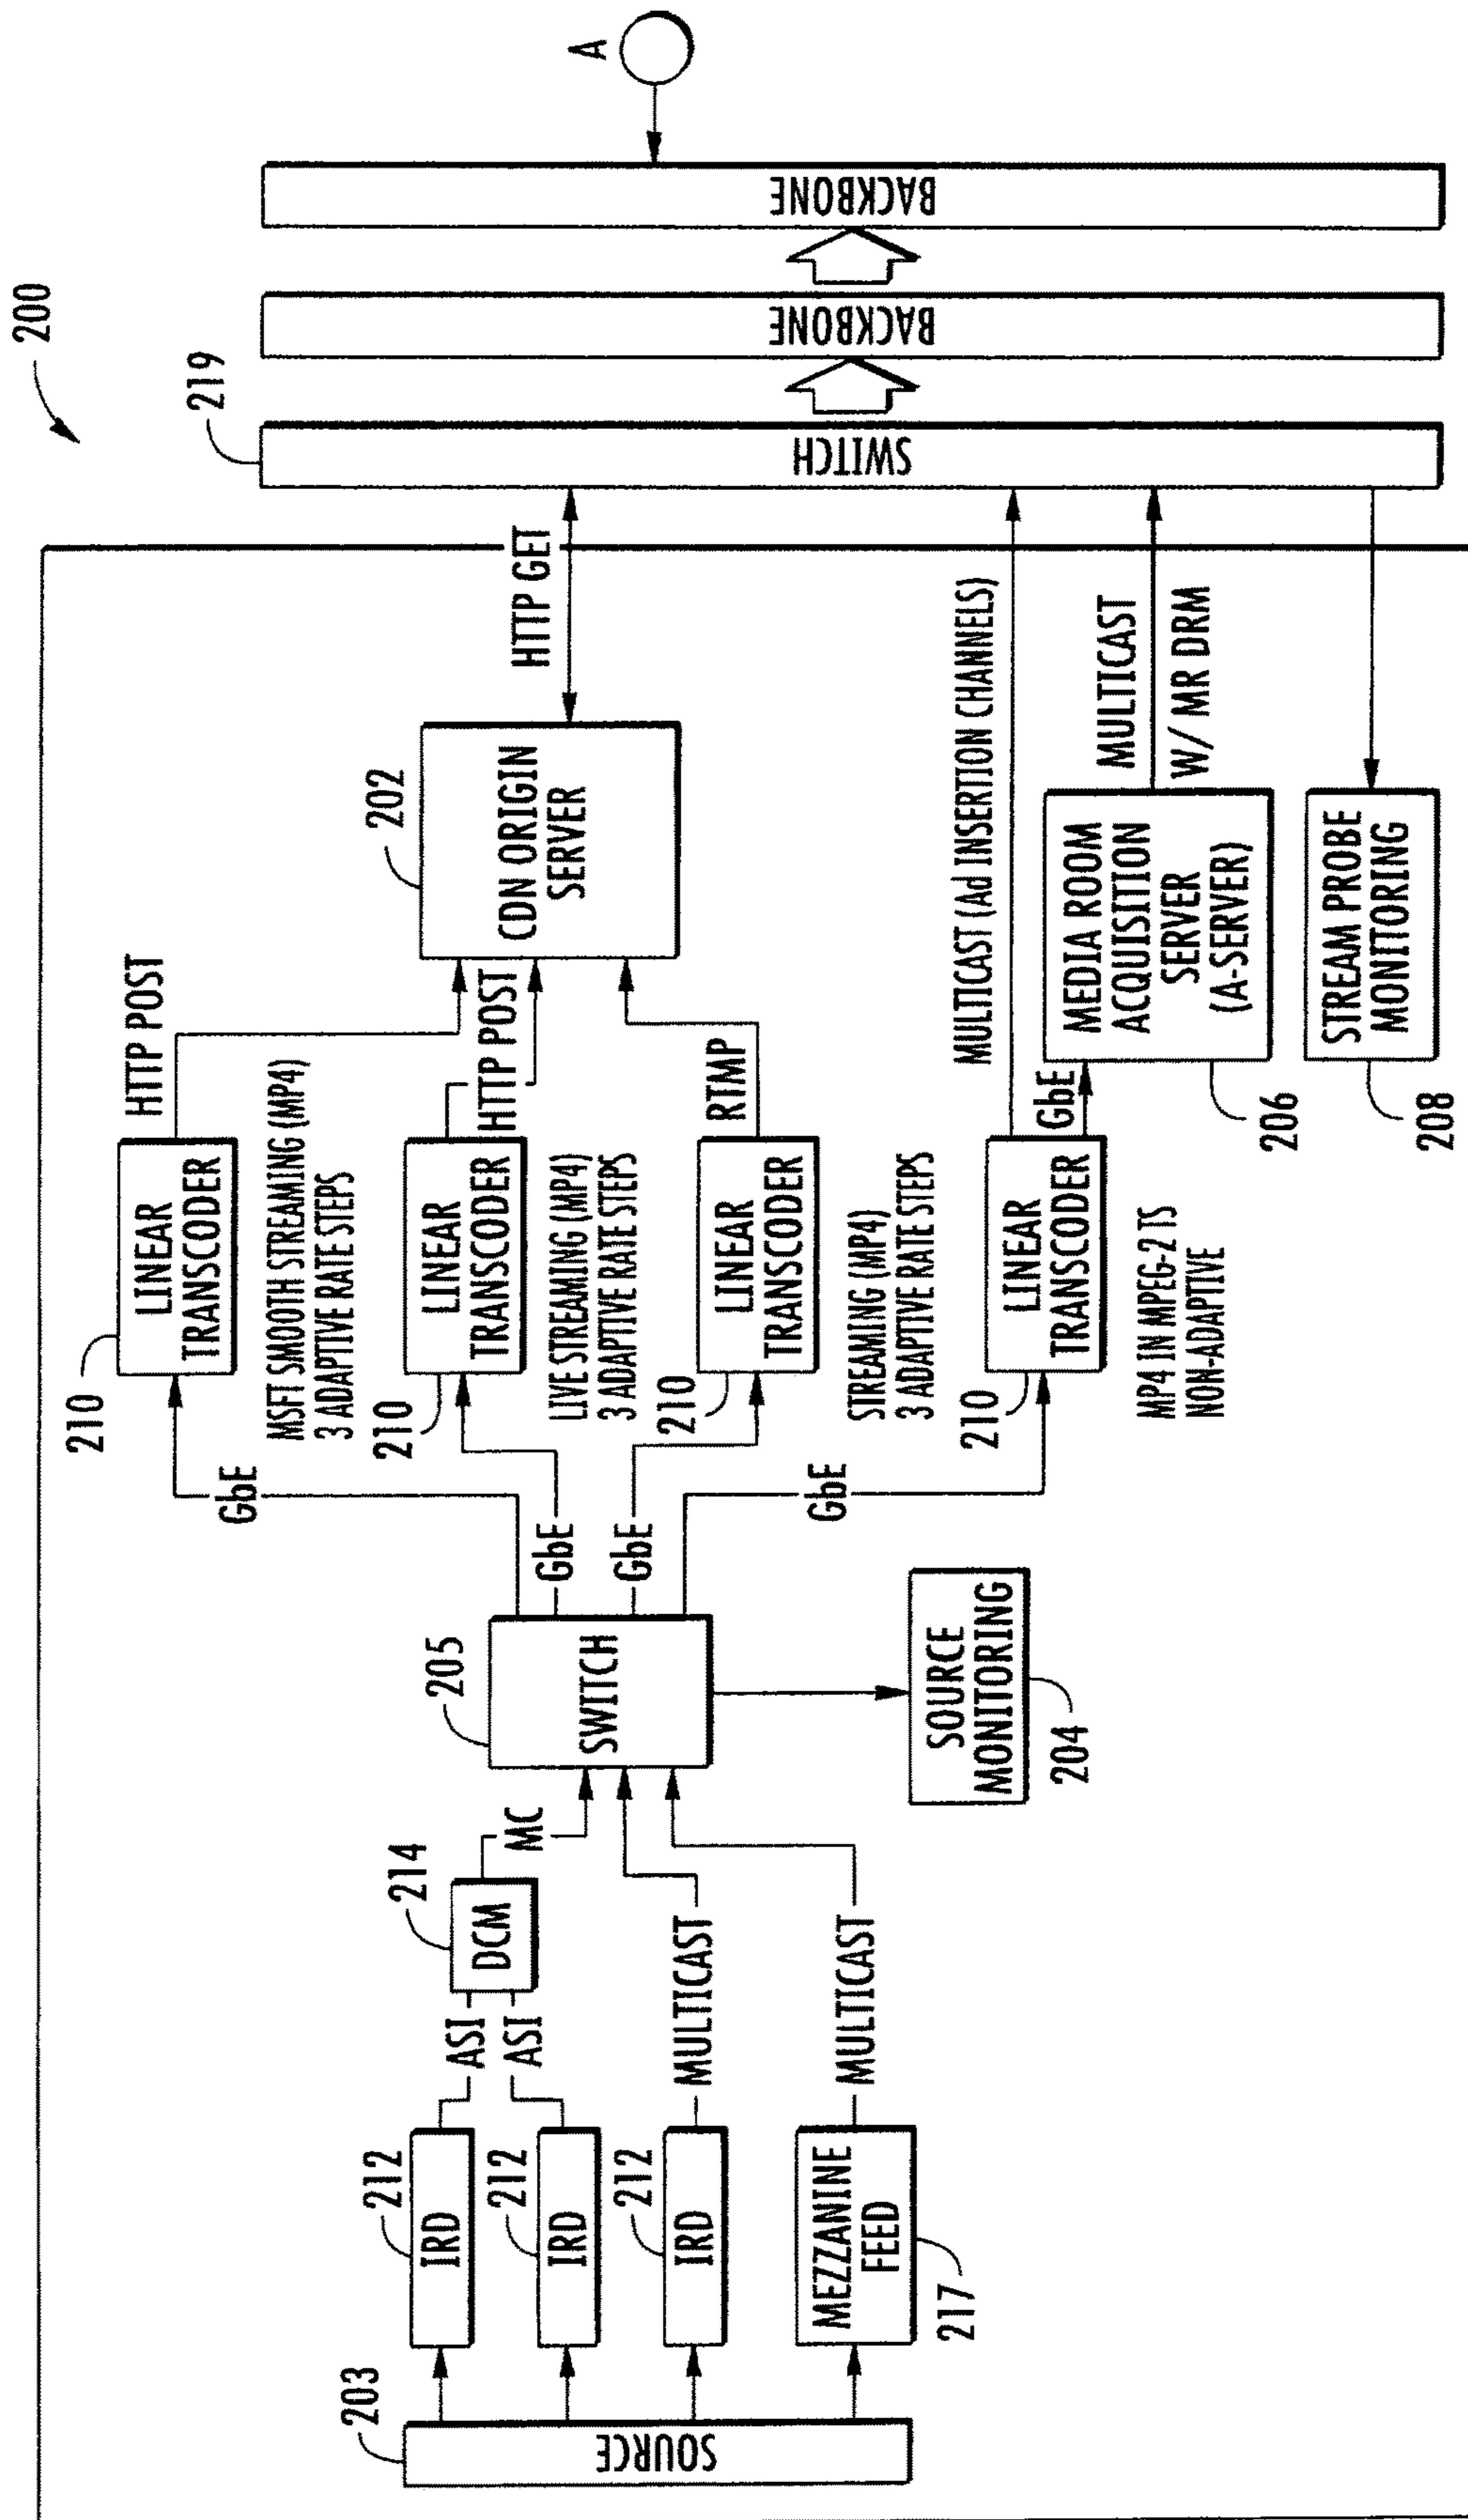 200
203
SOURCE
212
IRD
212
IRD
212
IRD
MEZZANINE
FEED
217
ASI
ASI
214
DCM
MC
MULTICAST
MULTICAST
205
SWITCH
SOURCE
MONITORING
204
GbE
GbE
GbE
GbE
210
LINEAR
TRANSCODER
MSFT SMOOTH STREAMING (MP4)
3 ADAPTIVE RATE STEPS
210
LINEAR
TRANSCODER
LIVE STREAMING (MP4)
3 ADAPTIVE RATE STEPS
210
LINEAR
TRANSCODER
STREAMING (MP4)
3 ADAPTIVE RATE STEPS
210
LINEAR
TRANSCODER
MP4 IN MPEG-2 TS
NON-ADAPTIVE
HTTP POST
HTTP POST
RTMP
GbE
202
CDN ORIGIN
SERVER
HTTP GET
MULTICAST (Ad INSERTION CHANNELS)
MEDIA ROOM
ACQUISITION
SERVER
(A-SERVER)
206
MULTICAST
W/ MR DRM
STREAM PROBE
MONITORING
208
219
SWITCH
BACKBONE
BACKBONE
A